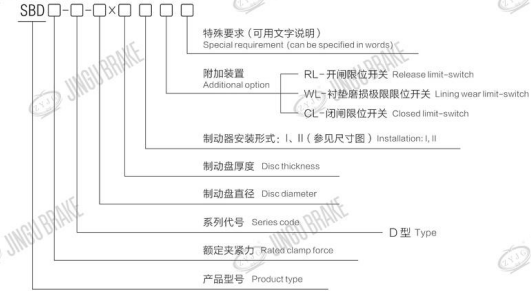 SBD□-□-□×□□□□
特殊要求(可用文字说明)
Special requirement (can be specified in words)
附加装置
Additional option
RL-开闸限位开关 Release limit-switch
WL-衬垫磨损极限限位开关 Lining wear limit-switch
CL-闭闸限位开关 Closed limit-switch
制动器安装形式:I、II(参见尺寸图)Installation: I, II
制动盘厚度 Disc thickness
制动盘直径 Disc diameter
系列代号 Series code
D型 Type
额定夹紧力 Rated clamp force
产品型号 Product type
JINGU BRAKE
JINGU BRAKE
JINGU BRAKE
JINGU BRAKE